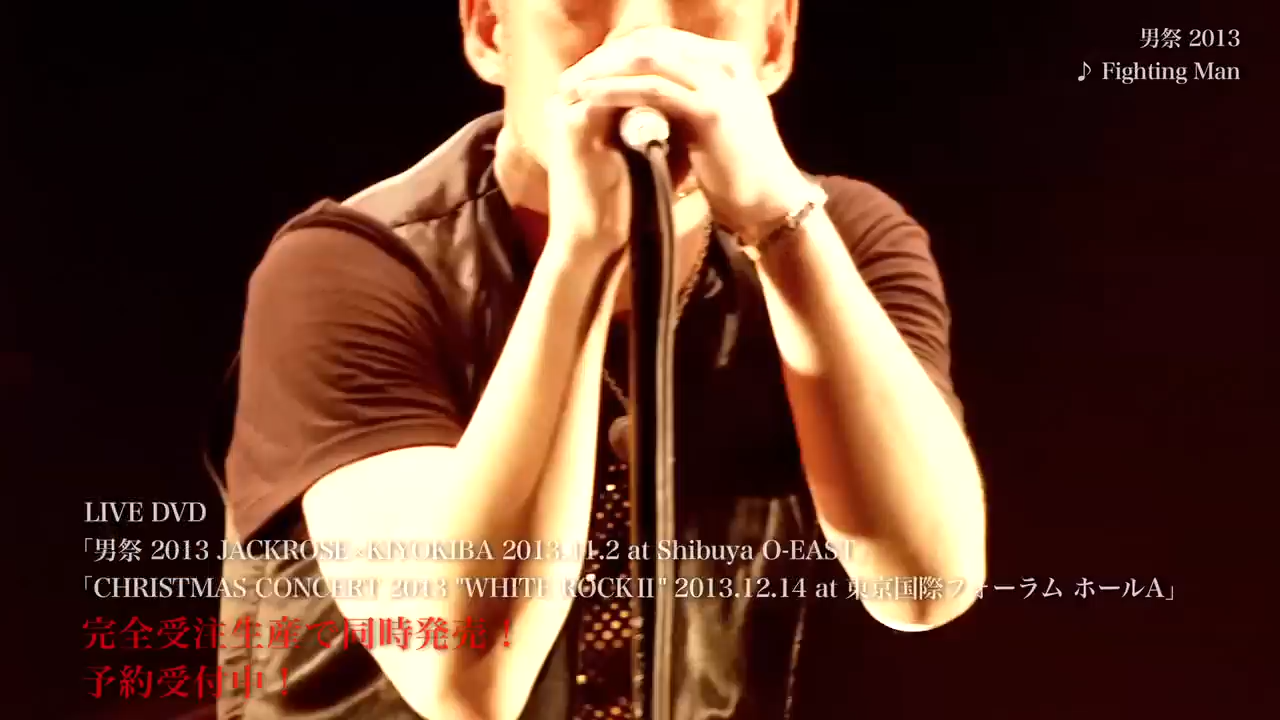 男祭 2013
♪ Fighting Man
LIVE DVD
「男祭 2013 JACKROSE -KIYOKIBA 2013.11.2 at Shibuya O-EAST」
「CHRISTMAS CONCERT 2013 "WHITE ROCKⅡ" 2013.12.14 at 東京国際フォーラム ホールA」
完全受注生産で同時発売！
予約受付中！